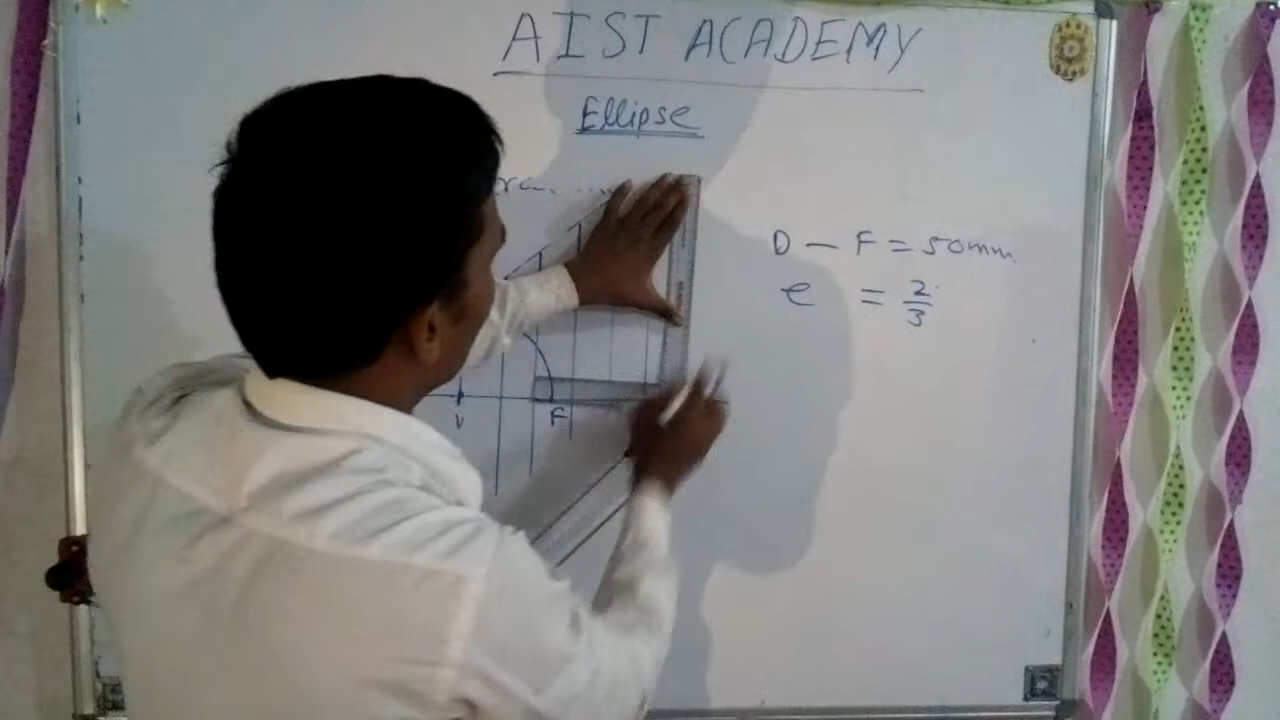 AIST ACADEMY
Ellipse
D — F = 50mm.
e = 2/3
V
F